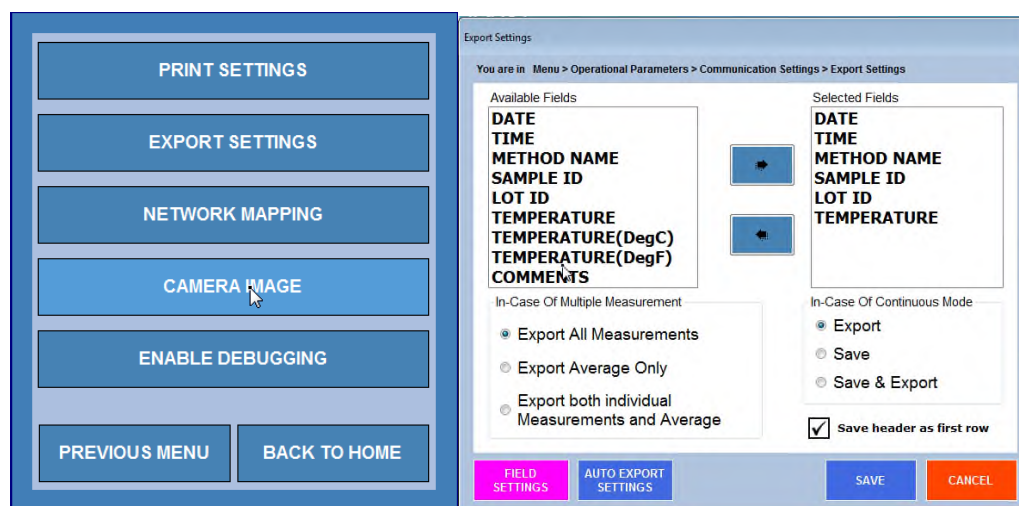 PRINT SETTINGS
EXPORT SETTINGS
NETWORK MAPPING
CAMERA IMAGE
ENABLE DEBUGGING
PREVIOUS MENU
BACK TO HOME
Export Settings
You are in Menu > Operational Parameters > Communication Settings > Export Settings
Available Fields
DATE
TIME
METHOD NAME
SAMPLE ID
LOT ID
TEMPERATURE
TEMPERATURE(DegC)
TEMPERATURE(DegF)
COMMENTS
Selected Fields
DATE
TIME
METHOD NAME
SAMPLE ID
LOT ID
TEMPERATURE
In-Case Of Multiple Measurement
Export All Measurements
Export Average Only
Export both individual
Measurements and Average
In-Case Of Continuous Mode
Export
Save
Save & Export
Save header as first row
FIELD
SETTINGS
AUTO EXPORT
SETTINGS
SAVE
CANCEL